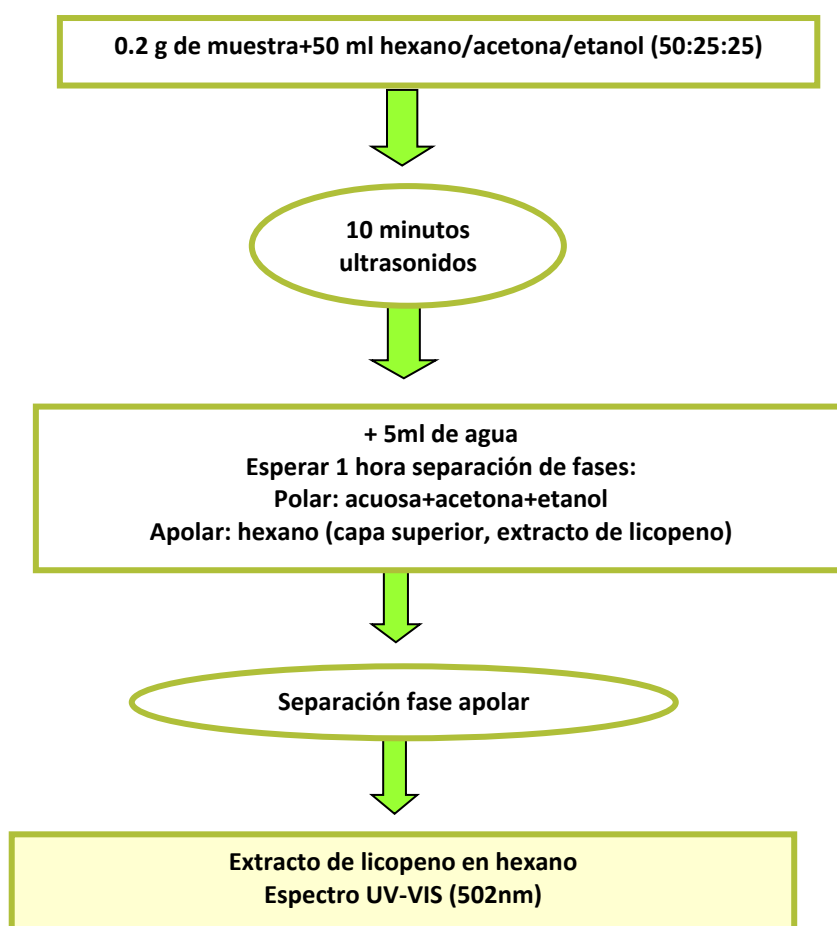 0.2 g de muestra+50 ml hexano/acetona/etanol (50:25:25)
10 minutos
ultrasonidos
+ 5ml de agua
Esperar 1 hora separación de fases:
Polar: acuosa+acetona+etanol
Apolar: hexano (capa superior, extracto de licopeno)
Separación fase apolar
Extracto de licopeno en hexano
Espectro UV-VIS (502nm)